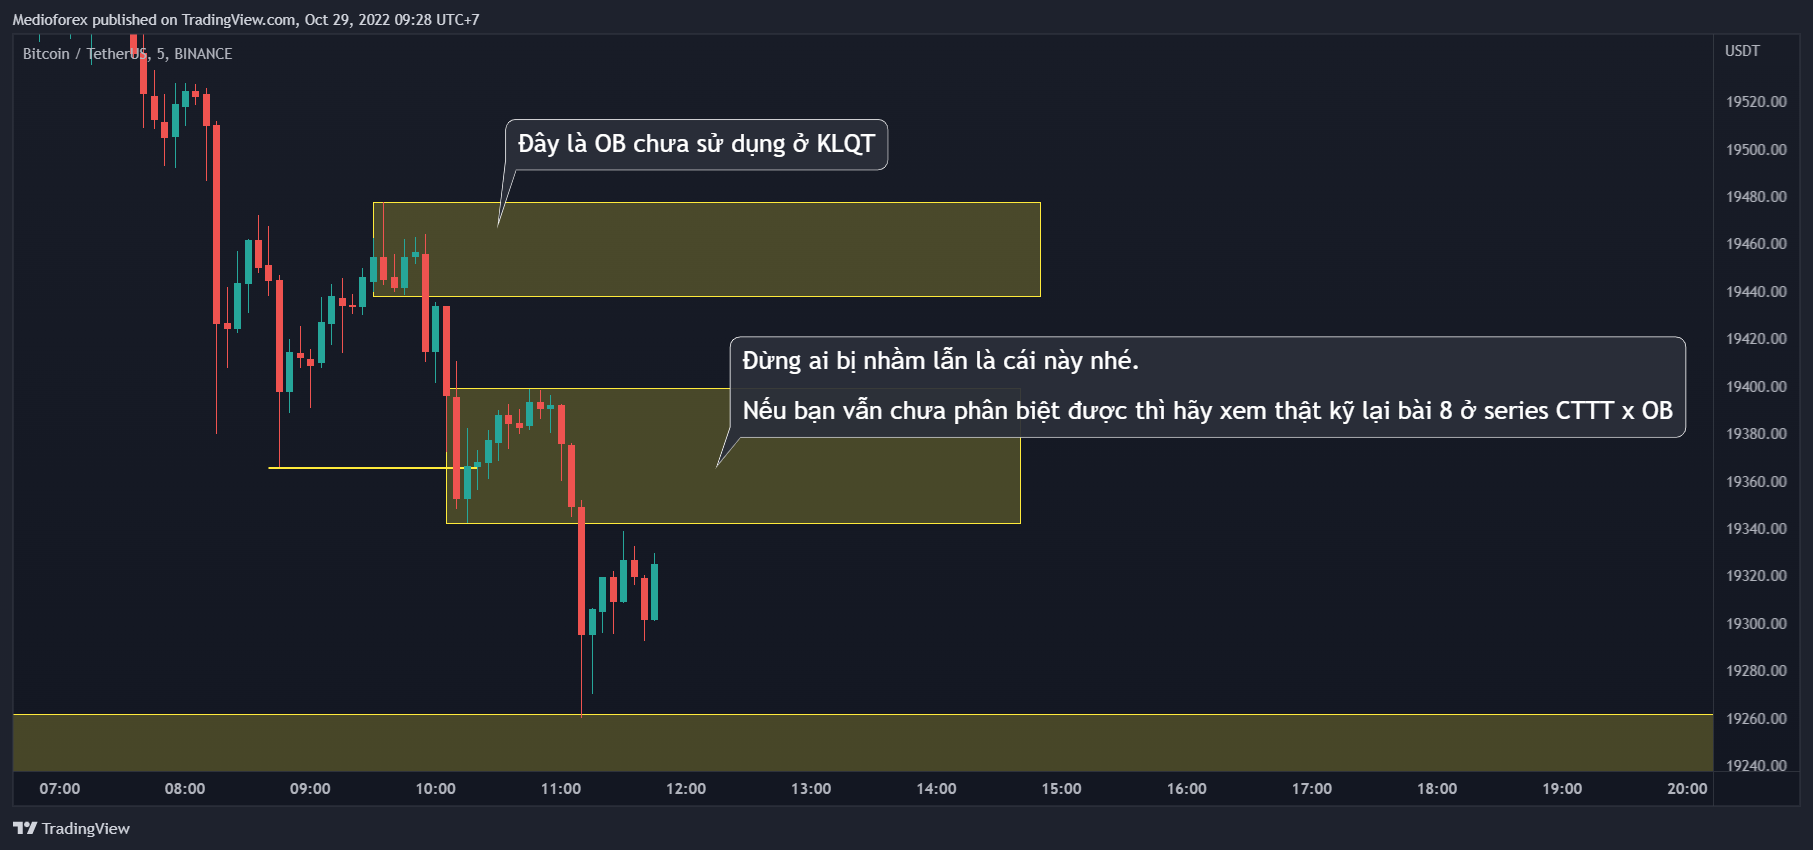 Medioforex published on TradingView.com, Oct 29, 2022 09:28 UTC+7
Bitcoin / TetherUS, 5, BINANCE
USDT
Đây là OB chưa sử dụng ở KLQT
Đừng ai bị nhầm lẫn là cái này nhé.
Nếu bạn vẫn chưa phân biệt được thì hãy xem thật kỹ lại bài 8 ở series CTTT x OB
19520.00
19500.00
19480.00
19460.00
19440.00
19420.00
19400.00
19380.00
19360.00
19340.00
19320.00
19300.00
19280.00
19260.00
19240.00
07:00 08:00 09:00 10:00 11:00 12:00 13:00 14:00 15:00 16:00 17:00 18:00 19:00 20:00
TradingView